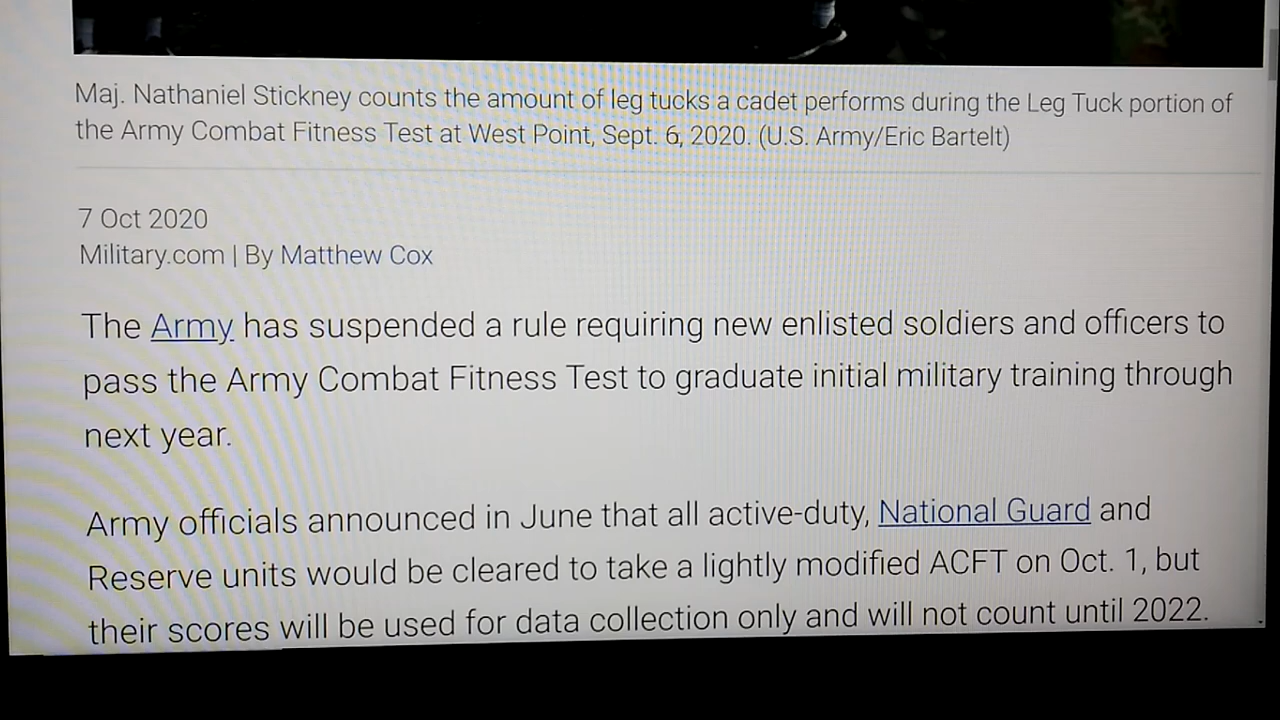 Maj. Nathaniel Stickney counts the amount of leg tucks a cadet performs during the Leg Tuck portion of
the Army Combat Fitness Test at West Point, Sept. 6, 2020. (U.S. Army/Eric Bartelt)
7 Oct 2020
Military.com | By Matthew Cox
The Army has suspended a rule requiring new enlisted soldiers and officers to
pass the Army Combat Fitness Test to graduate initial military training through
next year.
Army officials announced in June that all active-duty, National Guard and
Reserve units would be cleared to take a lightly modified ACFT on Oct. 1, but
their scores will be used for data collection only and will not count until 2022.